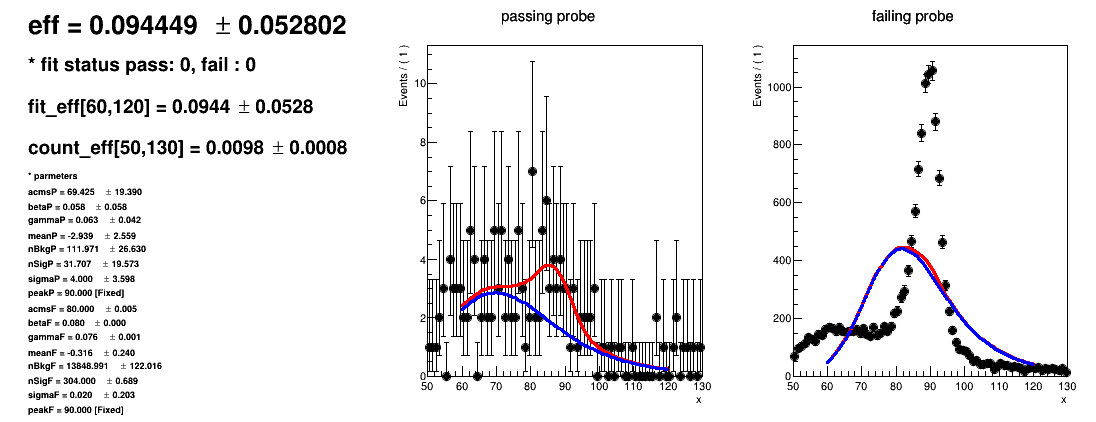 eff = 0.094449 ± 0.052802
* fit status pass: 0, fail : 0
fit_eff[60,120] = 0.0944 ± 0.0528
count_eff[50,130] = 0.0098 ± 0.0008
* parmeters
acmsP = 69.425 ± 19.390
betaP = 0.058 ± 0.058
gammaP = 0.063 ± 0.042
meanP = -2.939 ± 2.559
nBkgP = 111.971 ± 26.630
nSigP = 31.707 ± 19.573
sigmaP = 4.000 ± 3.598
peakP = 90.000 [Fixed]
acmsF = 80.000 ± 0.005
betaF = 0.080 ± 0.000
gammaF = 0.076 ± 0.001
meanF = -0.316 ± 0.240
nBkgF = 13848.991 ± 122.016
nSigF = 304.000 ± 0.689
sigmaF = 0.020 ± 0.203
peakF = 90.000 [Fixed]
passing probe
Events / ( 1 )
10
8
6
4
2
0
50 60 70 80 90 100 110 120 130
x
failing probe
Events / ( 1 )
1000
800
600
400
200
0
50 60 70 80 90 100 110 120 130
x